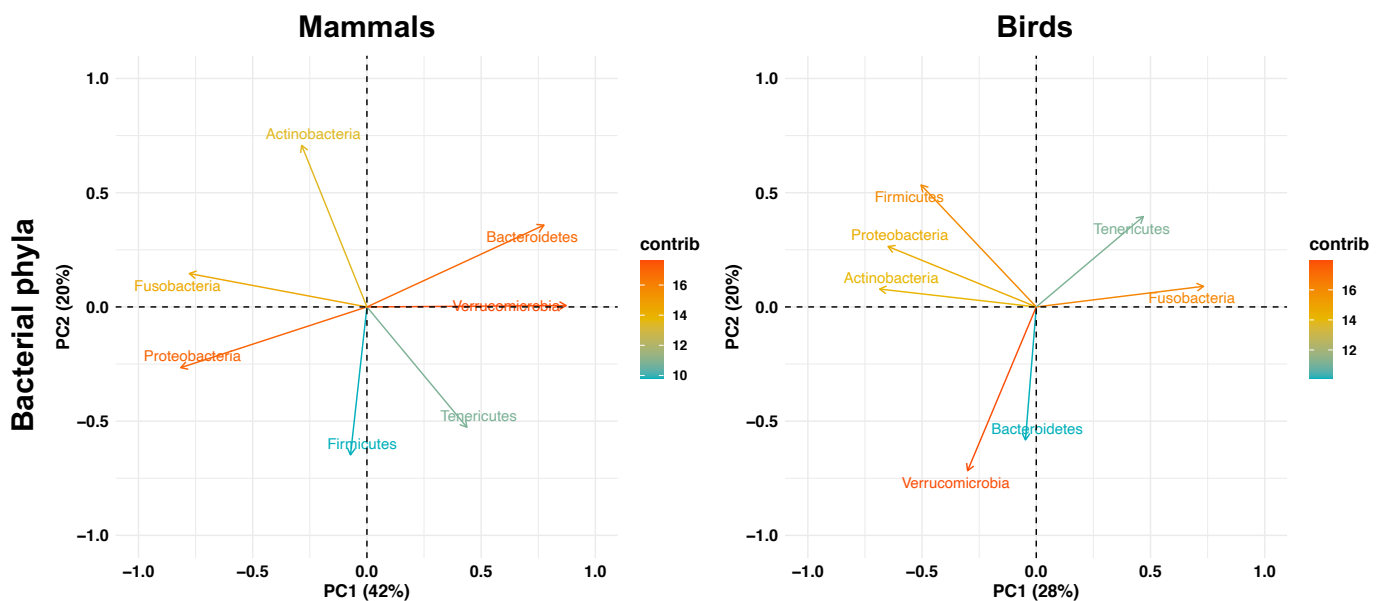 Mammals
Birds
Bacterial phyla
PC2 (20%)
1.0
0.5
0.0
−0.5
−1.0
Actinobacteria
Bacteroidetes
Fusobacteria
Verrucomicrobia
Proteobacteria
Tenericutes
Firmicutes
−1.0 −0.5 0.0 0.5 1.0
PC1 (42%)
contrib
16
14
12
10
PC2 (20%)
1.0
0.5
0.0
−0.5
−1.0
Firmicutes
Tenericutes
Proteobacteria
Actinobacteria
Fusobacteria
Bacteroidetes
Verrucomicrobia
−1.0 −0.5 0.0 0.5 1.0
PC1 (28%)
contrib
16
14
12